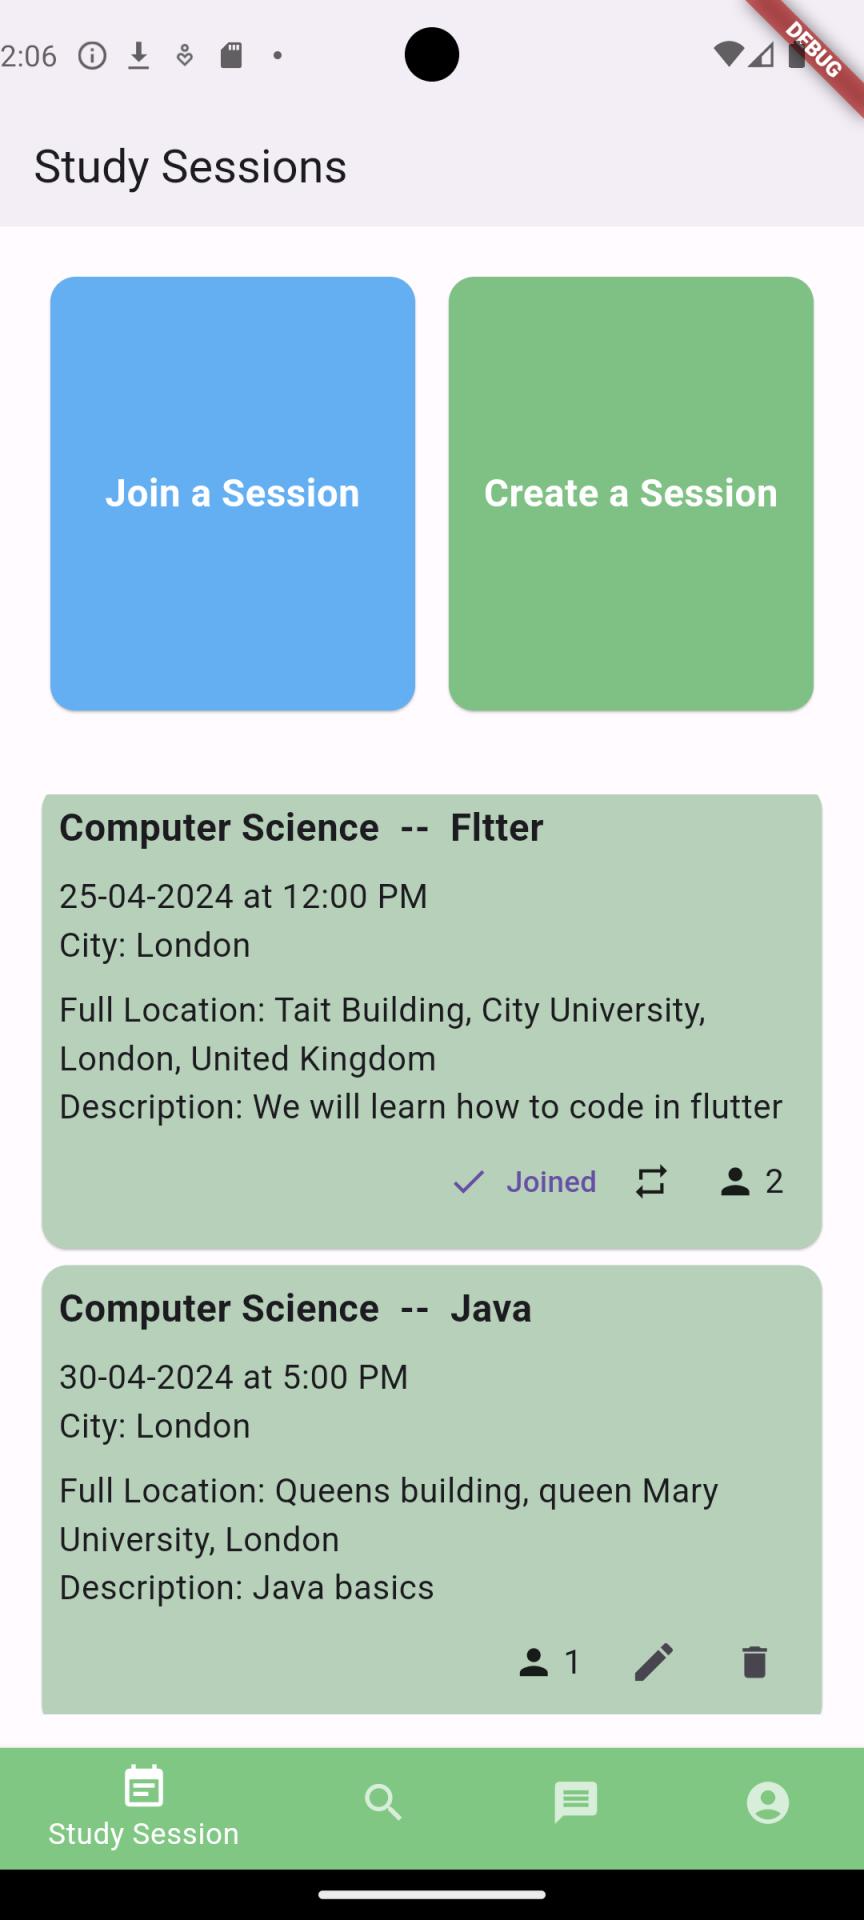 2:06
DEBUG
Study Sessions
Join a Session
Create a Session
Computer Science -- Fltter
25-04-2024 at 12:00 PM
City: London
Full Location: Tait Building, City University,
London, United Kingdom
Description: We will learn how to code in flutter
Joined 2
Computer Science -- Java
30-04-2024 at 5:00 PM
City: London
Full Location: Queens building, queen Mary
University, London
Description: Java basics
1
Study Session